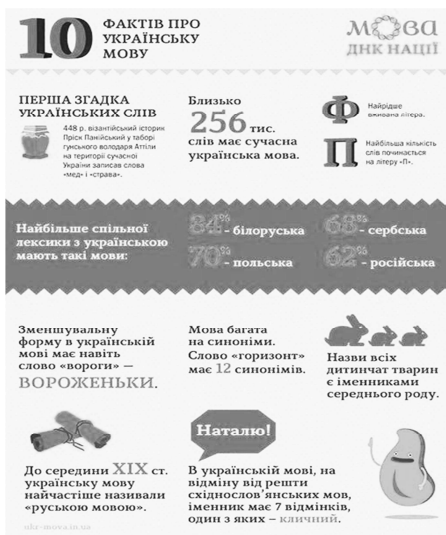 10
ФАКТІВ ПРО
УКРАЇНСЬКУ
МОВУ
МОВА
ДНК НАЦІЇ
ПЕРША ЗГАДКА
УКРАЇНСЬКИХ СЛІВ
448 р. візантійський історик
Пріск Панійський у таборі
гунського володаря Аттіли
на території сучасної
України записав слова
«мед» і «страва».
Близько
256 тис.
слів має сучасна
українська мова.
Ф
Найрідше
вживана літера.
П
Найбільша кількість
слів починається
на літеру «П».
Найбільше спільної
лексики з українською
мають такі мови:
84% - білоруська
70% - польська
68% - сербська
62% - російська
Зменшувальну
форму в українській
мові має навіть
слово «вороги» –
ВОРОЖЕНЬКИ.
Мова багата
на синоніми.
Слово «горизонт»
має 12 синонімів.
Назви всіх
дитинчат тварин
є іменниками
середнього роду.
До середини XIX ст.
українську мову
найчастіше називали
«руською мовою».
Наталю!
В українській мові, на
відміну від решти
східнослов'янських мов,
іменник має 7 відмінків,
один з яких – кличний.
ukr-mova.in.ua